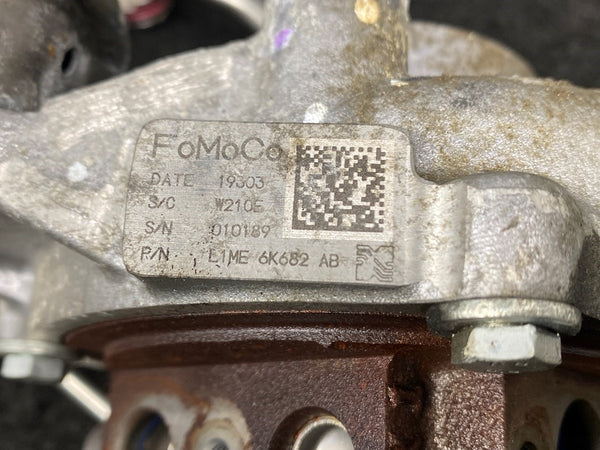 FoMoCo
DATE 19303
S/C W210E
S/N 010189
P/N L1ME 6K682 AB